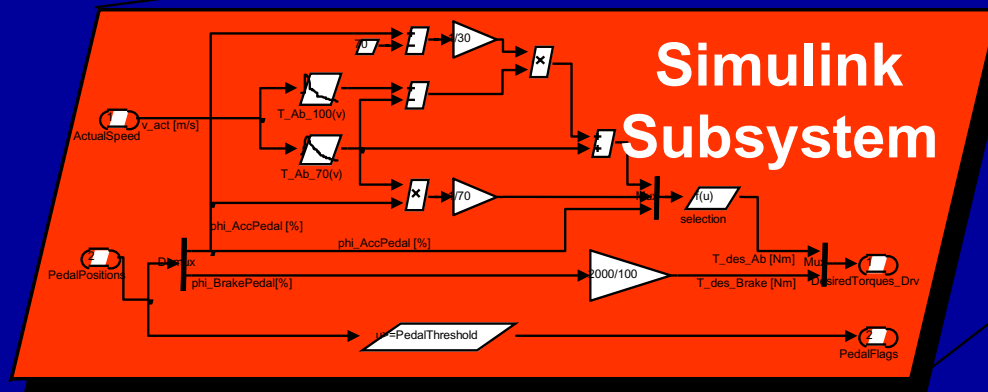 Simulink
Subsystem
70
1/30
T_Ab_100(v)
1
v_act [m/s]
ActualSpeed
T_Ab_70(v)
1/70
Mux
f(u)
selection
phi_AccPedal [%]
phi_AccPedal [%]
2
Demux
PedalPositions
phi_BrakePedal[%]
2000/100
T_des_Ab [Nm]
Mux
1
T_des_Brake [Nm]
DesiredTorques_Drv
u>=PedalThreshold
2
PedalFlags